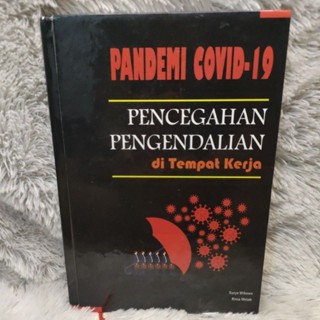 PANDEMI COVID-19
PENCEGAHAN
PENGENDALIAN
di Tempat Kerja